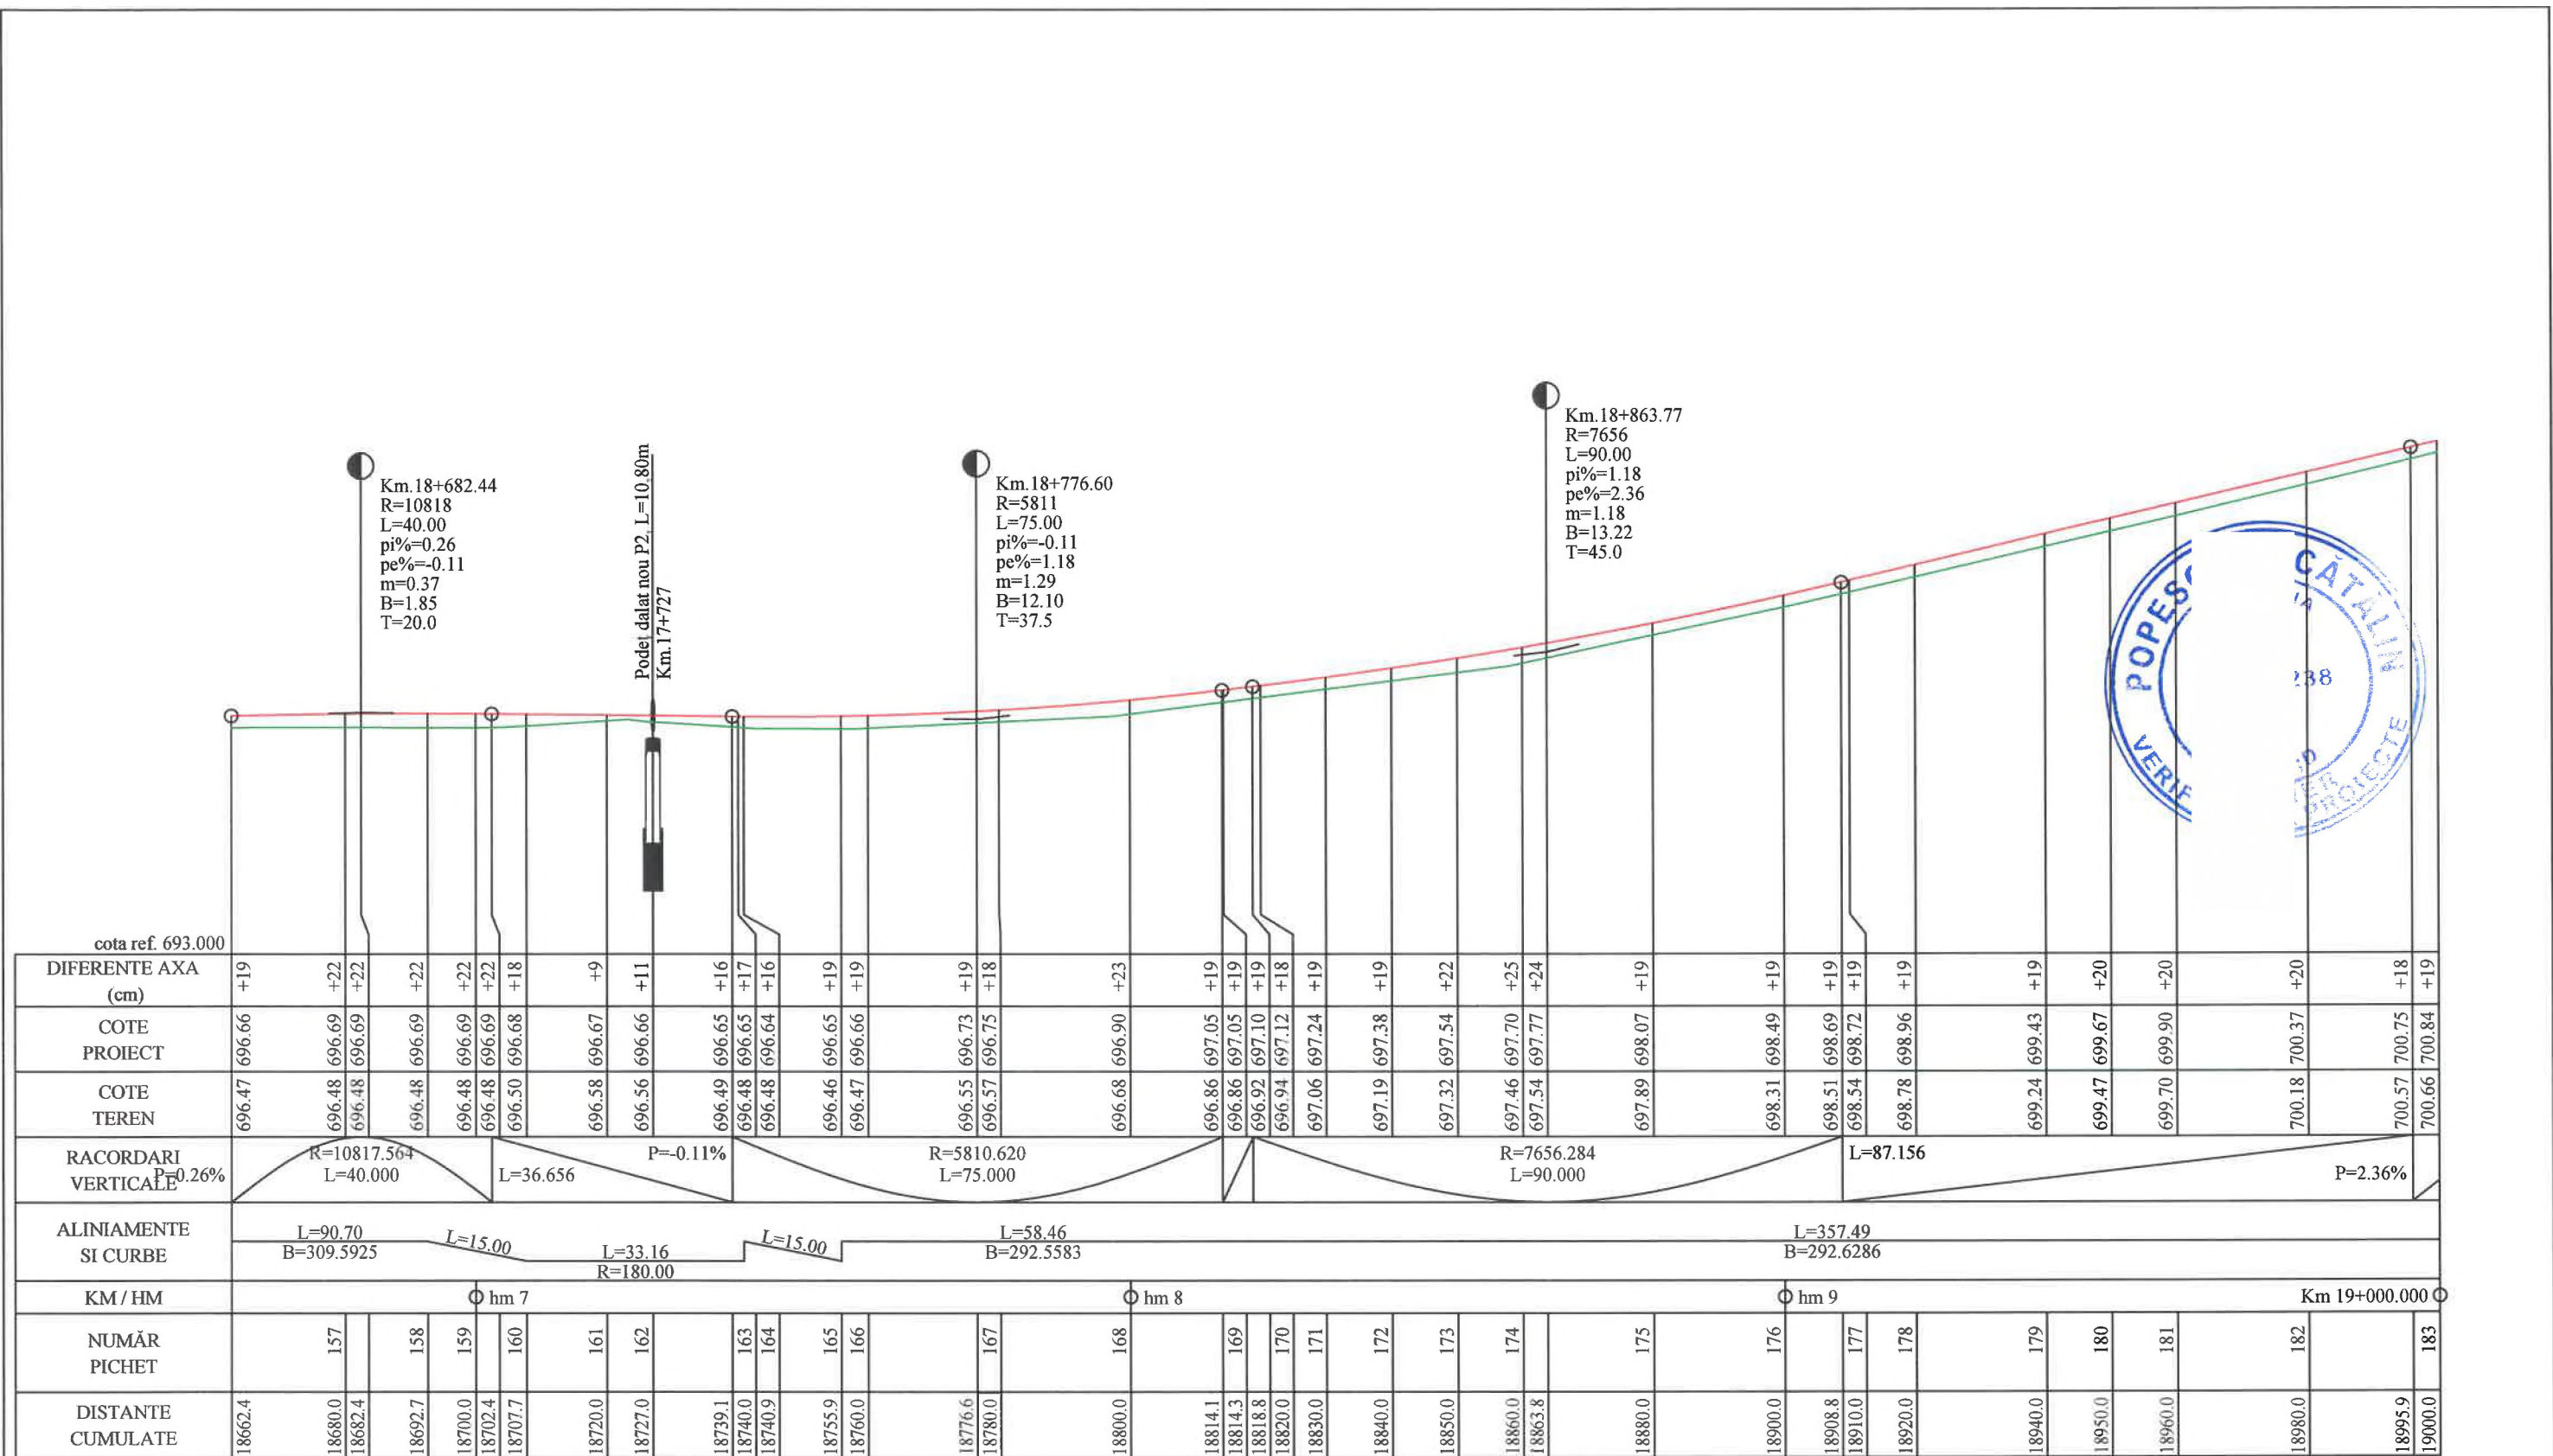 Km.18+863.77
R=7656
L=90.00
pi%=1.18
pe%=2.36
m=1.18
B=13.22
T=45.0
Km.18+682.44
R=10818
L=40.00
pi%=0.26
pe%=-0.11
m=0.37
B=1.85
T=20.0
Podeț dalat nou P2, L=10,80m
Km.17+727
Km.18+776.60
R=5811
L=75.00
pi%=-0.11
pe%=1.18
m=1.29
B=12.10
T=37.5
CĂTĂLIN
238
VERIF
PROIECTE
cota ref. 693.000
DIFERENTE AXA
(cm)
+19 +22 +22 +22 +22 +22 +18 +9 +11 +16 +17 +16 +19 +19 +19 +18 +23 +19 +19 +19 +18 +19 +19 +22 +25 +24 +19 +19 +19 +19 +19 +19 +20 +20 +20 +18 +19
COTE
PROIECT
696.66 696.69 696.69 696.69 696.69 696.69 696.68 696.67 696.66 696.65 696.65 696.64 696.65 696.66 696.73 696.75 696.90 697.05 697.05 697.10 697.12 697.24 697.38 697.54 697.70 697.77 698.07 698.49 698.69 698.72 698.96 699.43 699.67 699.90 700.37 700.75 700.84
COTE
TEREN
696.47 696.48 696.48 696.48 696.48 696.48 696.50 696.58 696.56 696.49 696.48 696.48 696.46 696.47 696.55 696.57 696.68 696.86 696.86 696.92 696.94 697.06 697.19 697.32 697.46 697.54 697.89 698.31 698.51 698.54 698.78 699.24 699.47 699.70 700.18 700.57 700.66
RACORDARI
VERTICALE
P=0.26%
R=10817.564
L=40.000
L=36.656
P=-0.11%
R=5810.620
L=75.000
R=7656.284
L=90.000
L=87.156
P=2.36%
ALINIAMENTE
SI CURBE
L=90.70
B=309.5925
L=15.00
L=33.16
R=180.00
L=15.00
L=58.46
B=292.5583
L=357.49
B=292.6286
KM / HM
hm 7
hm 8
hm 9
Km 19+000.000
NUMĂR
PICHET
157 158 159 160 161 162 163 164 165 166 167 168 169 170 171 172 173 174 175 176 177 178 179 180 181 182 183
DISTANTE
CUMULATE
18662.4 18680.0 18682.4 18692.7 18700.0 18702.4 18707.7 18720.0 18727.0 18739.1 18740.0 18740.9 18755.9 18760.0 18776.6 18780.0 18800.0 18814.1 18814.3 18818.8 18820.0 18830.0 18840.0 18850.0 18860.0 18863.8 18880.0 18900.0 18908.8 18910.0 18920.0 18940.0 18950.0 18960.0 18980.0 18995.9 19000.0